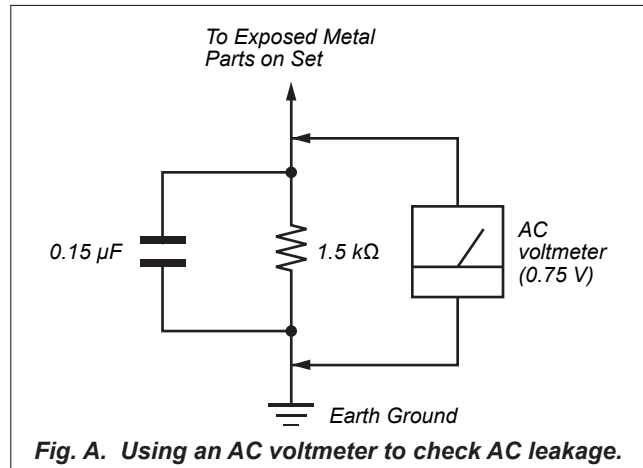 To Exposed Metal
Parts on Set
0.15 µF
1.5 kΩ
AC
voltmeter
(0.75 V)
Earth Ground
Fig. A. Using an AC voltmeter to check AC leakage.